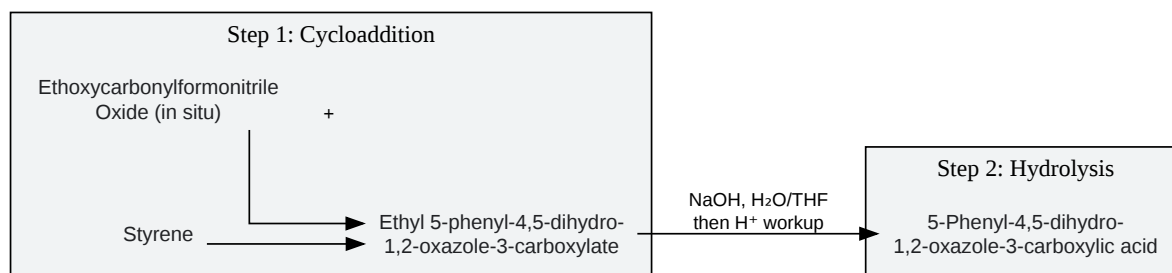 Step 1: Cycloaddition
Ethoxycarbonylformonitrile
Oxide (in situ)
+
Styrene
Ethyl 5-phenyl-4,5-dihydro-
1,2-oxazole-3-carboxylate
NaOH, H₂O/THF
then H⁺ workup
Step 2: Hydrolysis
5-Phenyl-4,5-dihydro-
1,2-oxazole-3-carboxylic acid